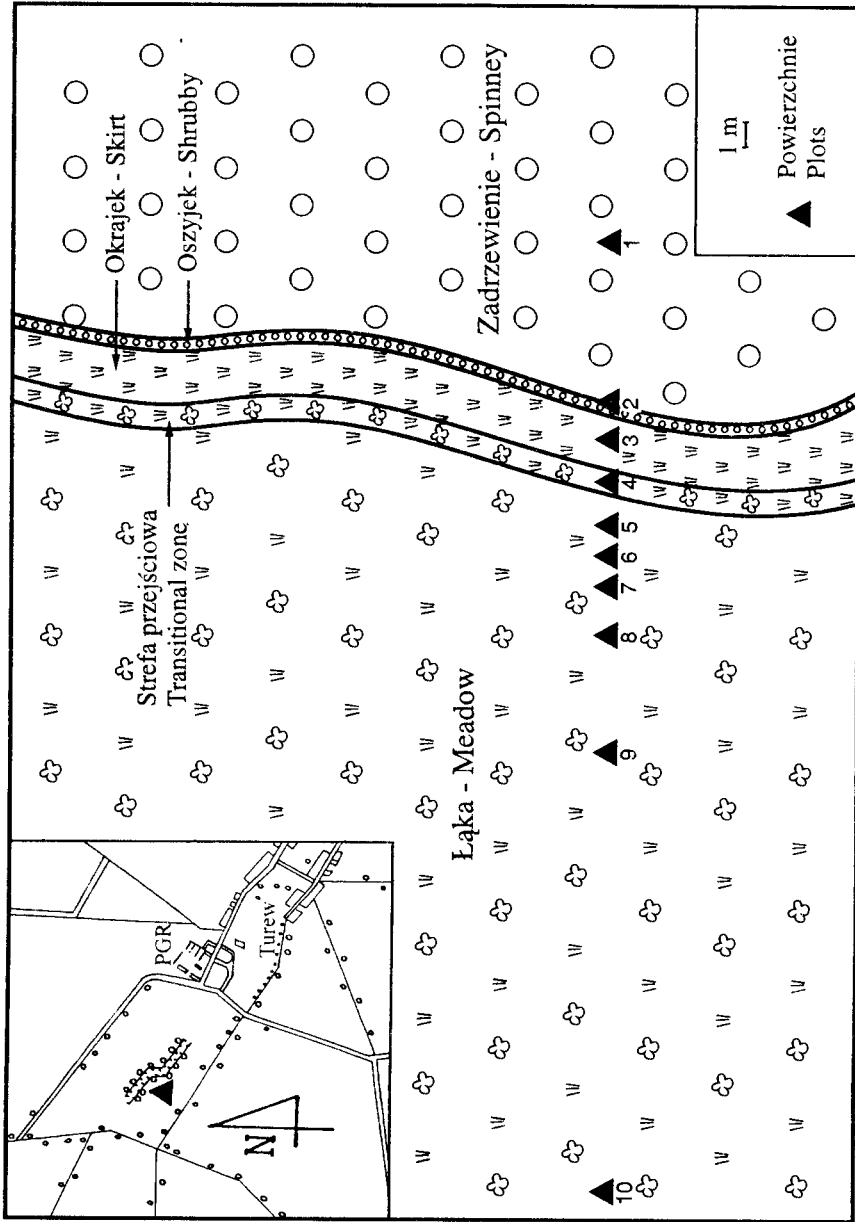 Okrajek - Skirt
Oszyjek - Shrubby
Strefa przejściowa
Transitional zone
Zadrzewienie - Spinney
Łąka - Meadow
1
2
3
4
5
6
7
8
9
10
1 m
Powierzchnie
Plots
PGR
Turew
N